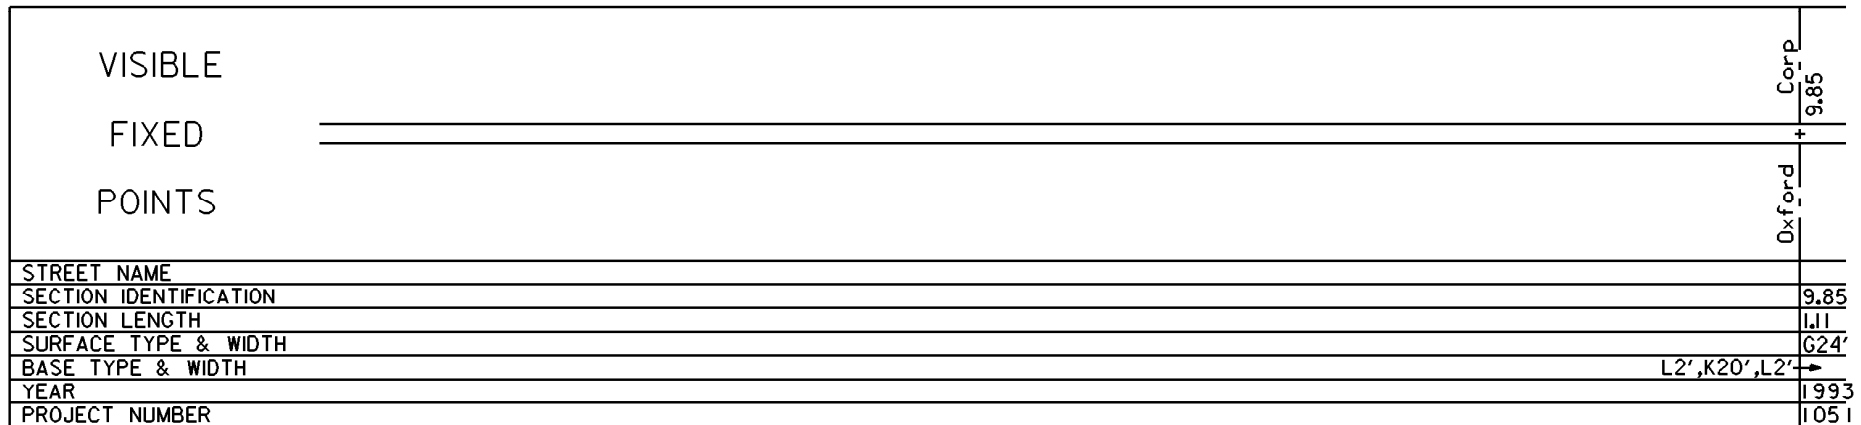 VISIBLE
FIXED
POINTS
Corp
9.85
+
Oxford
STREET NAME
SECTION IDENTIFICATION 9.85
SECTION LENGTH 1.11
SURFACE TYPE & WIDTH G24'
BASE TYPE & WIDTH L2',K20',L2'
YEAR 1993
PROJECT NUMBER 1051